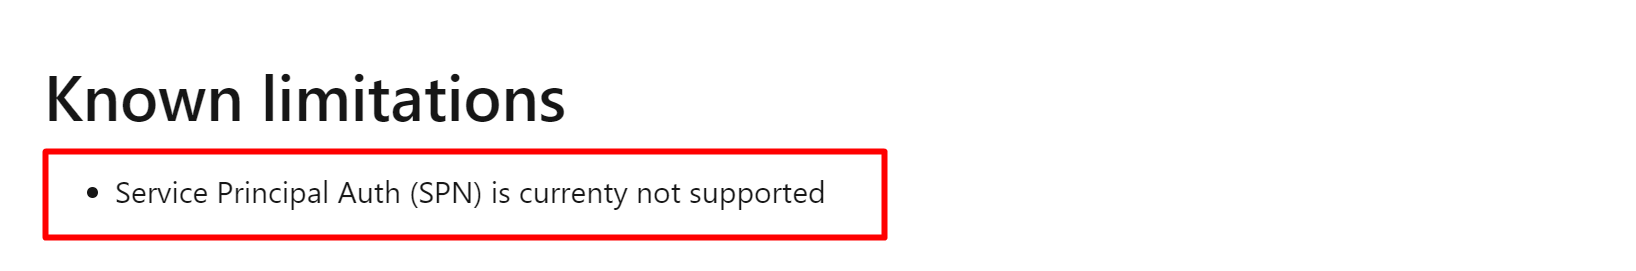 Known limitations
• Service Principal Auth (SPN) is currenty not supported